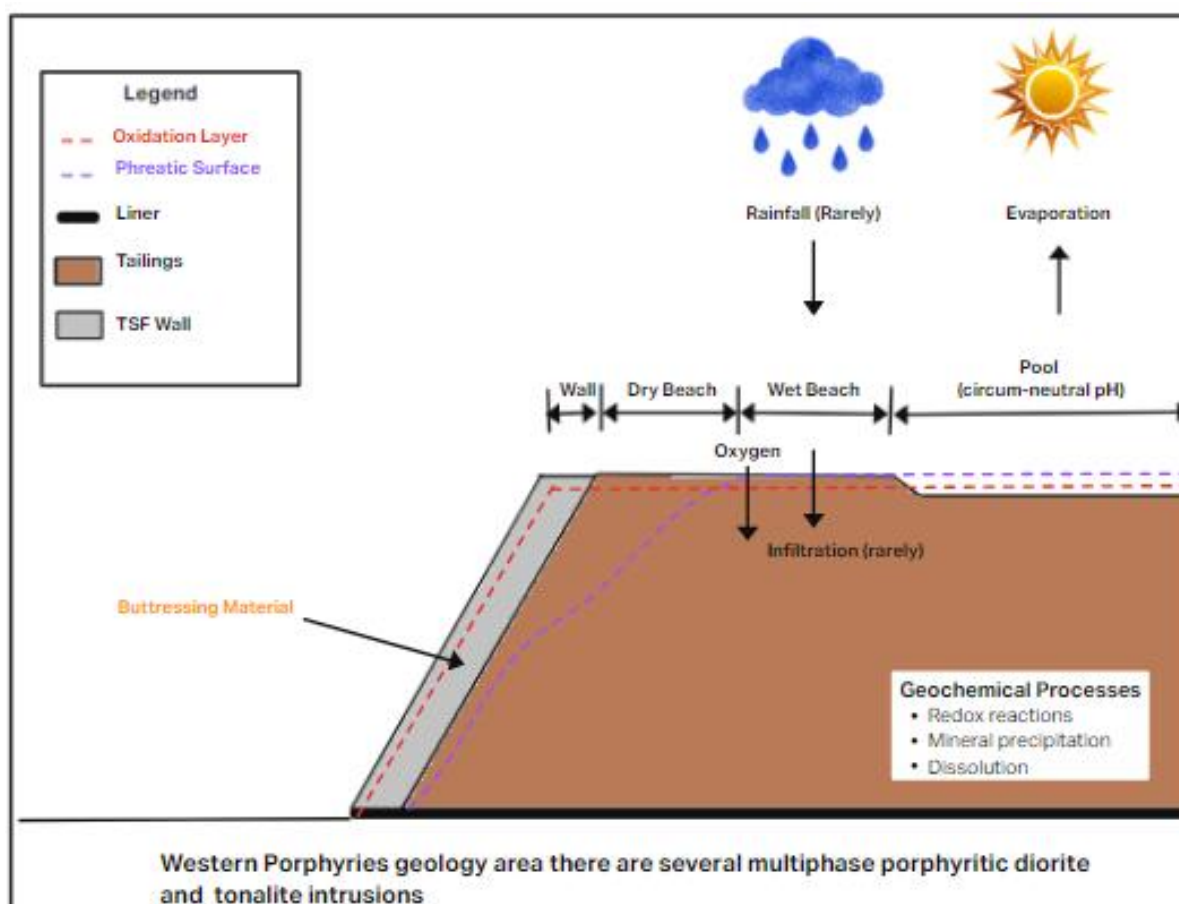 Legend
Oxidation Layer
Phreatic Surface
Liner
Tailings
TSF Wall
Rainfall (Rarely)
Evaporation
Wall
Dry Beach
Wet Beach
Pool
(circum-neutral pH)
Oxygen
Infiltration (rarely)
Buttressing Material
Geochemical Processes
• Redox reactions
• Mineral precipitation
• Dissolution
Western Porphyries geology area there are several multiphase porphyritic diorite
and tonalite intrusions